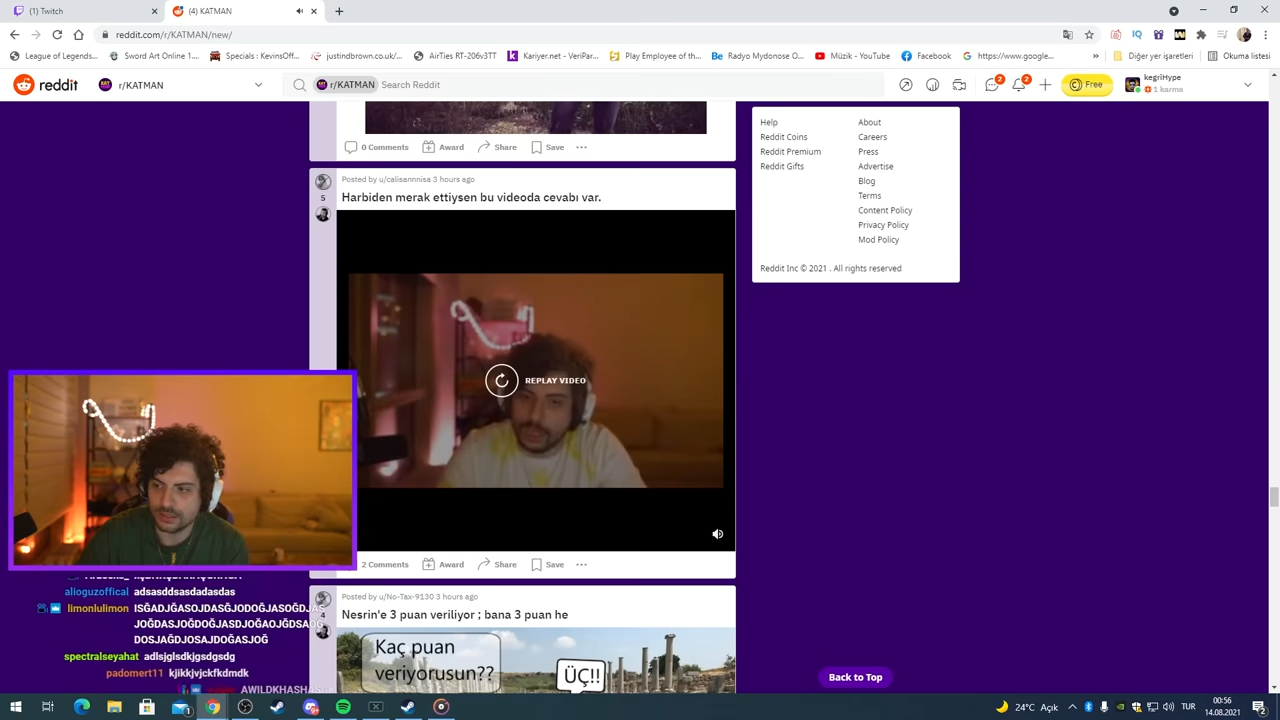 (1) Twitch
(4) KATMAN
reddit.com/r/KATMAN/new/
League of Legends...
Sword Art Online 1....
Specials : KevinsOff...
justindbrown.co.uk/...
AirTies RT-206v3TT
Kariyer.net - VeriPar...
Play Employee of th...
Radyo Mydonose O...
Müzik - YouTube
Facebook
https://www.google...
»
Diğer yer işaretleri
Okuma listesi
reddit
r/KATMAN
r/KATMAN
Search Reddit
2
2
Free
kegriHype
1 karma
0 Comments
Award
Share
Save
Posted by u/calisannnisa 3 hours ago
5
Harbiden merak ettiysen bu videoda cevabı var.
REPLAY VIDEO
2 Comments
Award
Share
Save
Posted by u/No-Tax-9130 3 hours ago
4
Nesrin'e 3 puan veriliyor ; bana 3 puan he
Kaç puan
veriyorusun??
ÜÇ!!
Help
Reddit Coins
Reddit Premium
Reddit Gifts
About
Careers
Press
Advertise
Blog
Terms
Content Policy
Privacy Policy
Mod Policy
Reddit Inc © 2021 . All rights reserved
alioguzoffical adsasddsasdadasdas
limonlulimon ISĞADJĞASOJDASĞJODOĞJASOĞDJAS
JOĞDASJOĞDOĞJASDJOĞAOĞJDSAOG
DOSJAĞDJOSAJDOĞASJOĞ
spectralseyahat adlsjglsdkjgsdgsdg
padomert11 kjikkjvjckfkdmdk
Back to Top
24°C Açık
TUR
00:56
14.08.2021
2